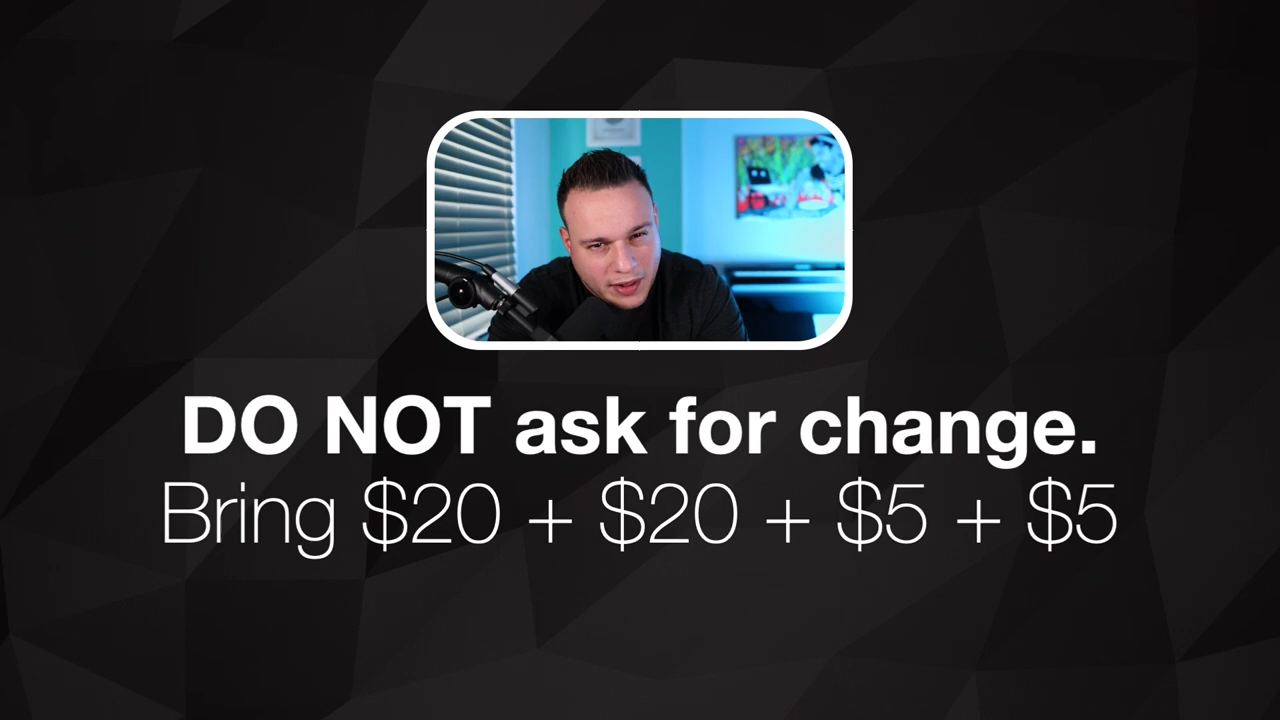 DO NOT ask for change.
Bring $20 + $20 + $5 + $5